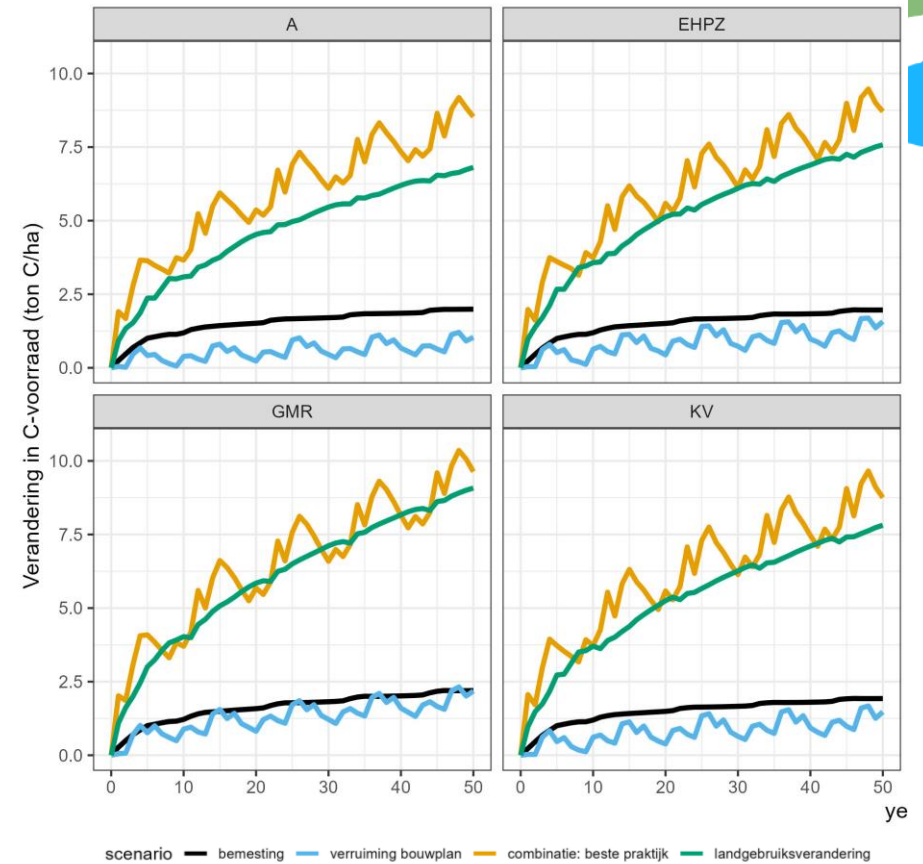 A
EHPZ
10.0
7.5
5.0
2.5
0.0
GMR
KV
10.0
7.5
5.0
2.5
0.0
Verandering in C-voorraad (ton C/ha)
0 10 20 30 40 50
0 10 20 30 40 50
ye
scenario bemesting verruiming bouwplan combinatie: beste praktijk landgebruiksverandering